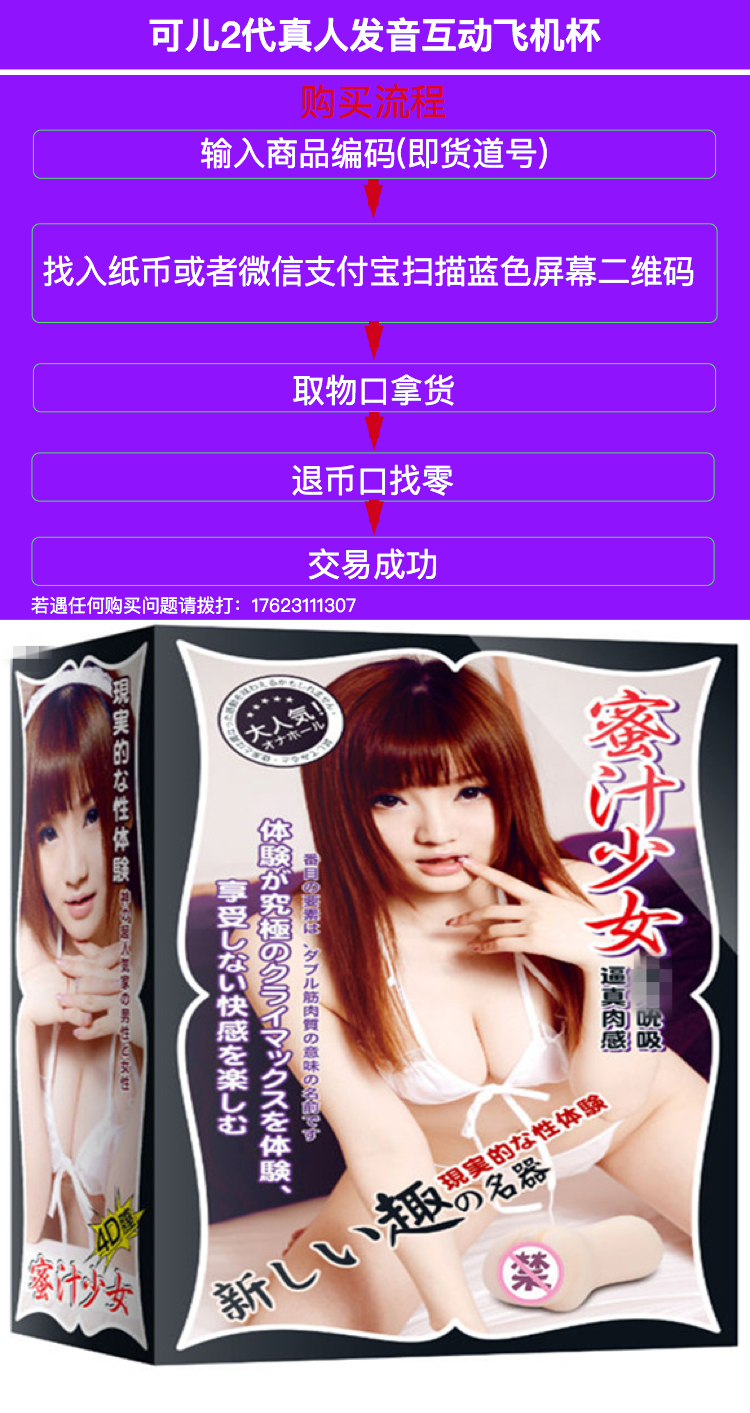 可儿2代真人发音互动飞机杯
购买流程
输入商品编码(即货道号)
找入纸币或者微信支付宝扫描蓝色屏幕二维码
取物口拿货
退币口找零
交易成功
若遇任何购买问题请拨打：17623111307
現実的な性体験
蜜汁少女
大人気!
オナホール
蜜汁少女
吮吸
逼真肉感
番目の要素は、ダブル筋肉質の意味の名前です
体験が究極のクライマックスを体験、
享受しない快感を楽しむ
現実的な性体験
新しい趣の名器
禁